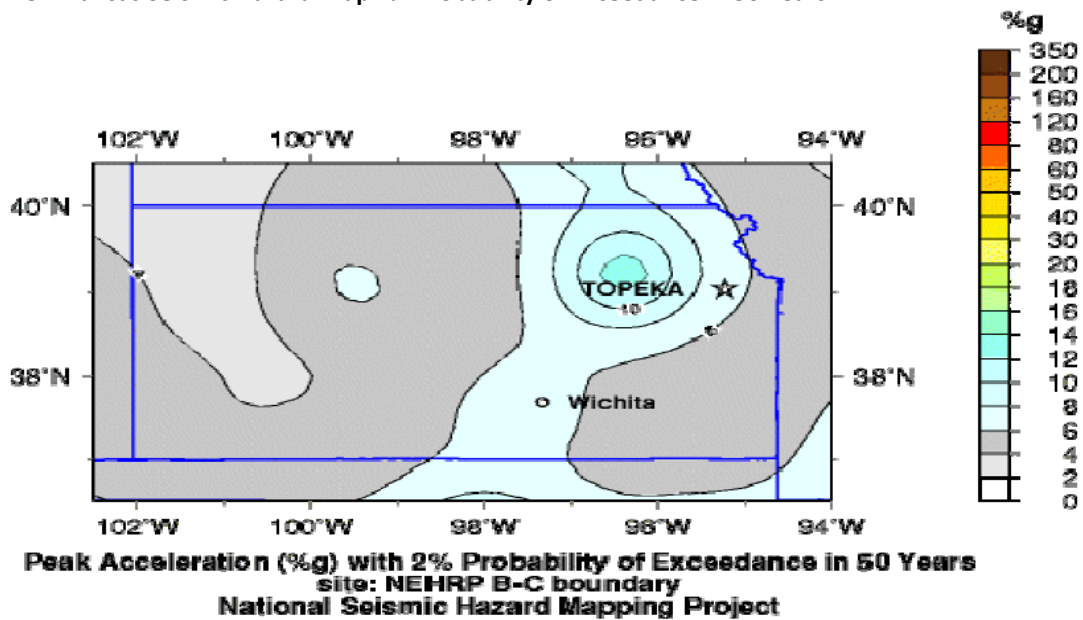 %g
350
200
160
120
80
60
50
40
30
20
18
16
14
12
10
8
6
4
2
0
102°W 100°W 98°W 96°W 94°W
40°N 40°N
TOPEKA
10
38°N 38°N
Wichita
102°W 100°W 98°W 96°W 94°W
Peak Acceleration (%g) with 2% Probability of Exceedance in 50 Years
site: NEHRP B-C boundary
National Seismic Hazard Mapping Project